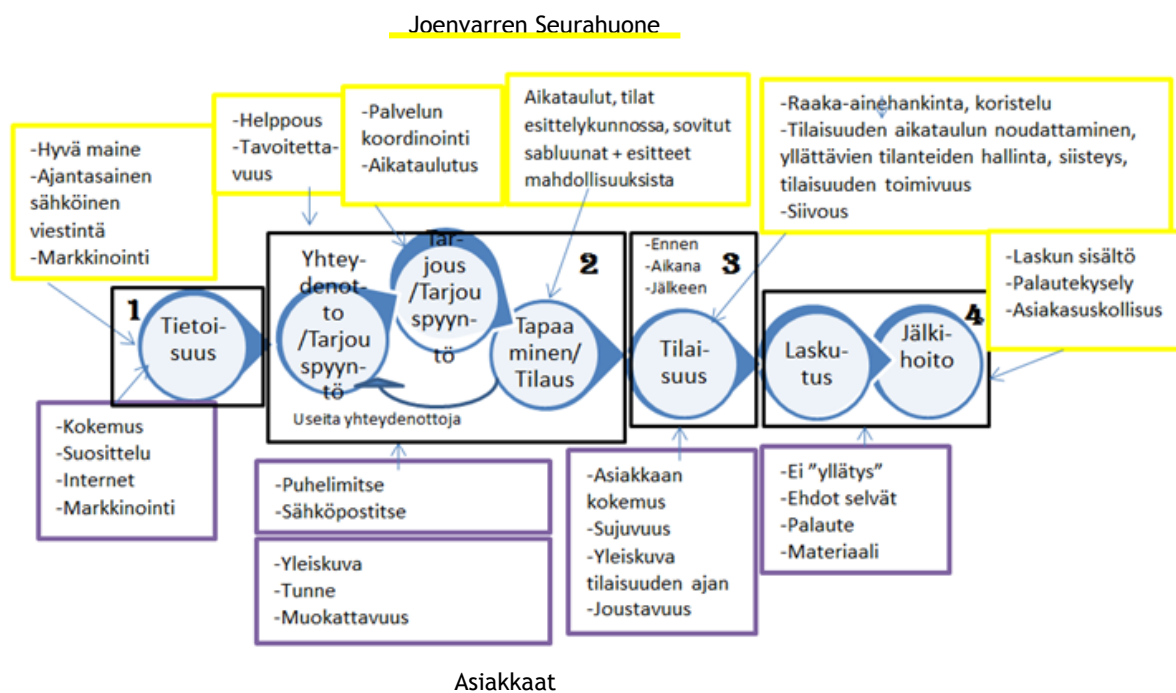 Joenvarren Seurahuone
-Hyvä maine
-Ajantasainen
sähköinen
viestintä
-Markkinointi
-Helppous
-Tavoitetta-
vuus
-Palvelun
koordinointi
-Aikataulutus
Aikataulut, tilat
esittelykunnossa, sovitut
sabluunat + esitteet
mahdollisuuksista
-Raaka-ainehankinta, koristelu
-Tilaisuuden aikataulun noudattaminen,
yllättävien tilanteiden hallinta, siisteys,
tilaisuuden toimivuus
-Siivous
-Laskun sisältö
-Palautekysely
-Asiakasuskollisus
1
Tietoi-
suus
2
Yhtey-
denot-
to
/Tarjou
spyyn-
tö
Tar-
jous
/Tarjou
spyyn-
tö
Tapaa
minen/
Tilaus
Useita yhteydenottoja
3
-Ennen
-Aikana
-Jälkeen
Tilai-
suus
4
Lasku-
tus
Jälki-
hoito
-Kokemus
-Suosittelu
-Internet
-Markkinointi
-Puhelimitse
-Sähköpostitse
-Yleiskuva
-Tunne
-Muokattavuus
-Asiakkaan
kokemus
-Sujuvuus
-Yleiskuva
tilaisuuden ajan
-Joustavuus
-Ei ”yllätys”
-Ehdot selvät
-Palaute
-Materiaali
Asiakkaat